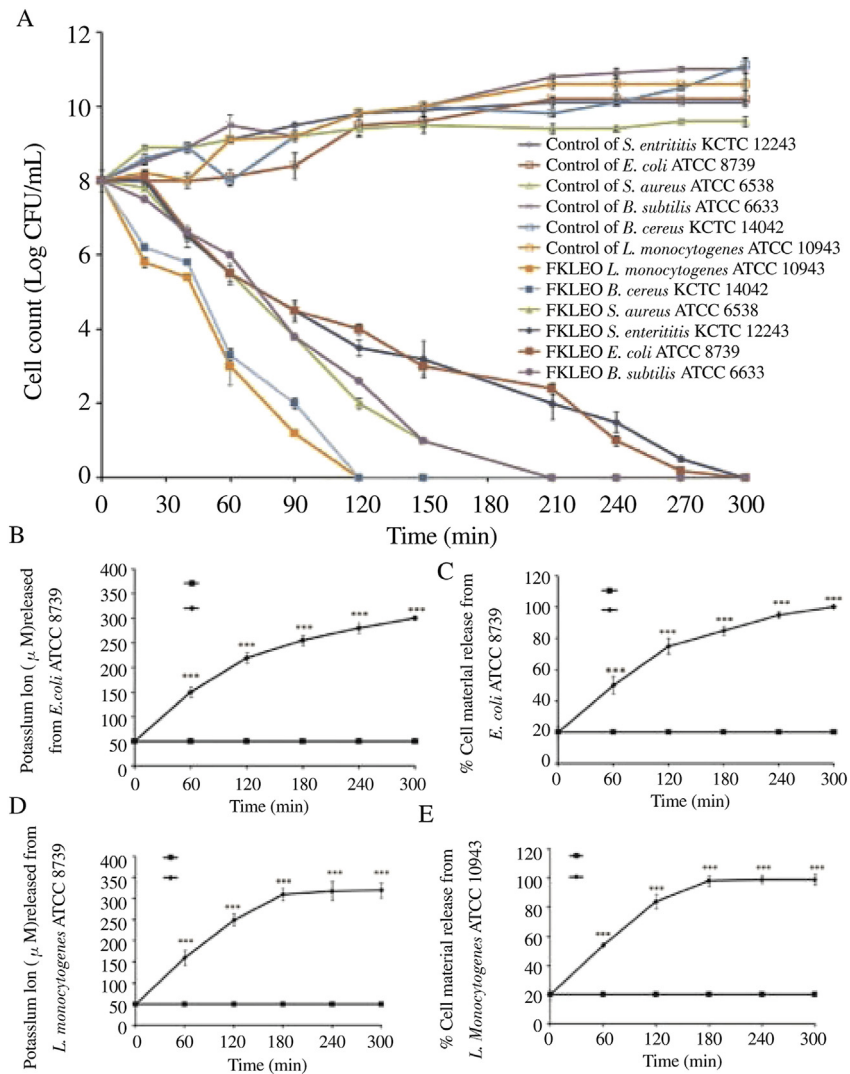 A
Cell count (Log CFU/mL)
12
10
8
6
4
2
0
0 30 60 90 120 150 180 210 240 270 300
Time (min)
Control of S. entrititis KCTC 12243
Control of E. coli ATCC 8739
Control of S. aureus ATCC 6538
Control of B. subtilis ATCC 6633
Control of B. cereus KCTC 14042
Control of L. monocytogenes ATCC 10943
FKLEO L. monocytogenes ATCC 10943
FKLEO B. cereus KCTC 14042
FKLEO S. aureus ATCC 6538
FKLEO S. enterititis KCTC 12243
FKLEO E. coli ATCC 8739
FKLEO B. subtilis ATCC 6633
B
Potasslum Ion ( μ M)released
from E.coli ATCC 8739
400
350
300
250
200
150
100
50
0
*** *** *** *** ***
0 60 120 180 240 300
Time (min)
C
% Cell materlal release from
E. coli ATCC 8739
120
100
80
60
40
20
0
*** *** *** *** ***
0 60 120 180 240 300
Time (min)
D
Potasslum Ion ( μ M)released from
L. monocytogenes ATCC 8739
400
350
300
250
200
150
100
50
0
*** *** *** *** ***
0 60 120 180 240 300
Time (min)
E
% Cell material release from
L. Monocytogenes ATCC 10943
120
100
80
60
40
20
0
*** *** *** *** ***
0 60 120 180 240 300
Time (min)